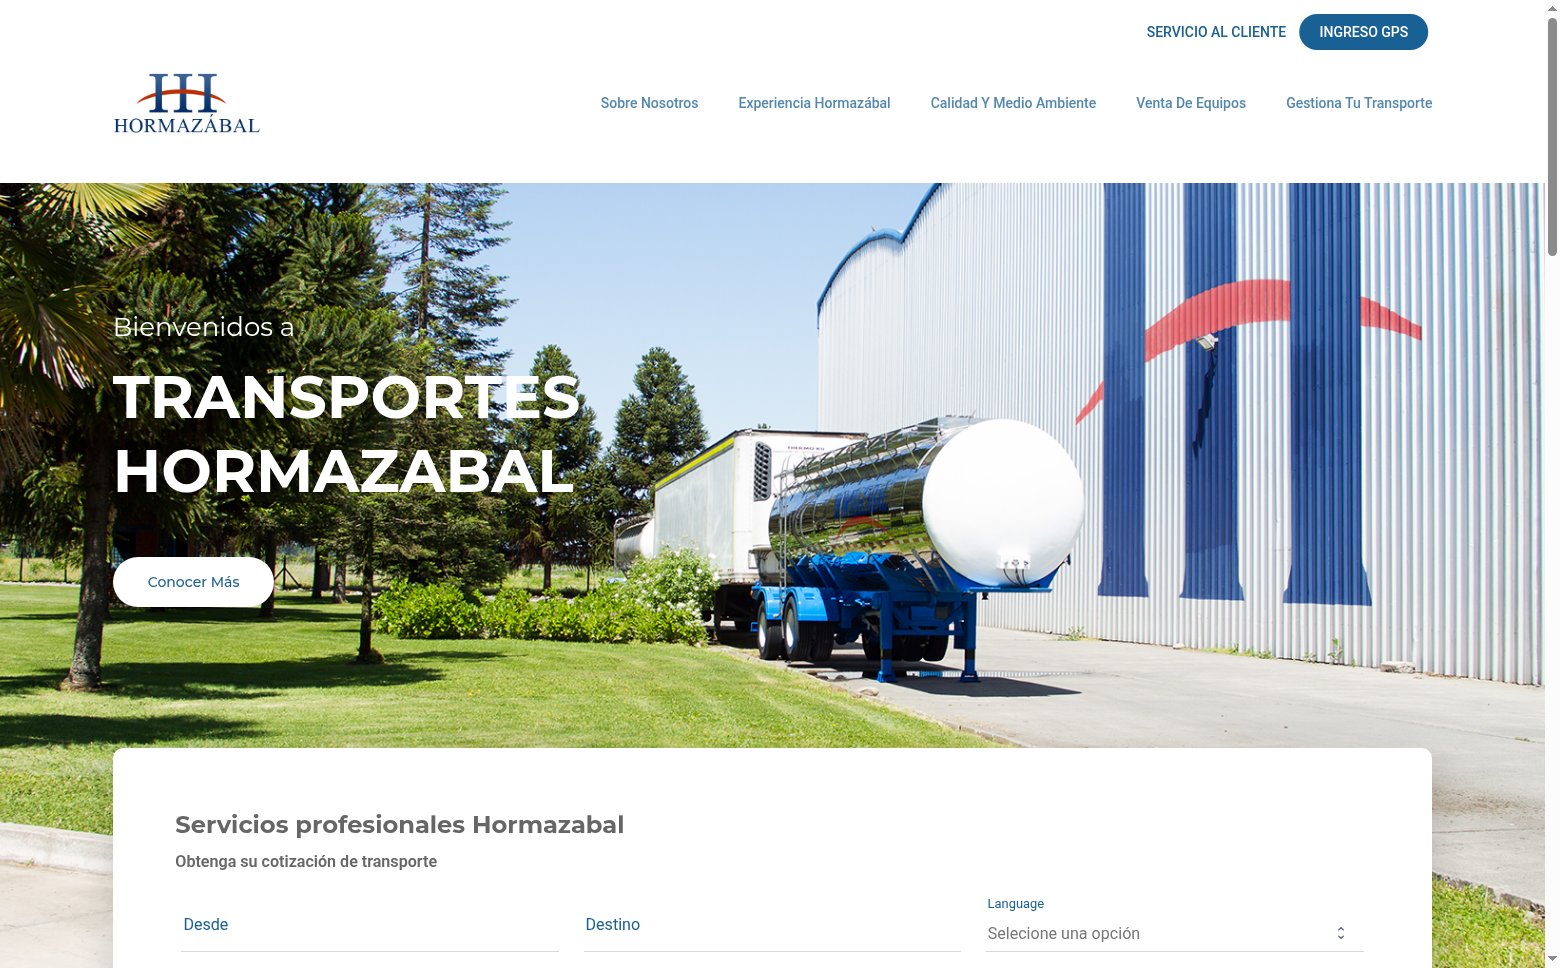 SERVICIO AL CLIENTE INGRESO GPS
HORMAZÁBAL
Sobre Nosotros Experiencia Hormazábal Calidad Y Medio Ambiente Venta De Equipos Gestiona Tu Transporte
Bienvenidos a
TRANSPORTES
HORMAZABAL
Conocer Más
Servicios profesionales Hormazabal
Obtenga su cotización de transporte
Desde
Destino
Language
Selecione una opción